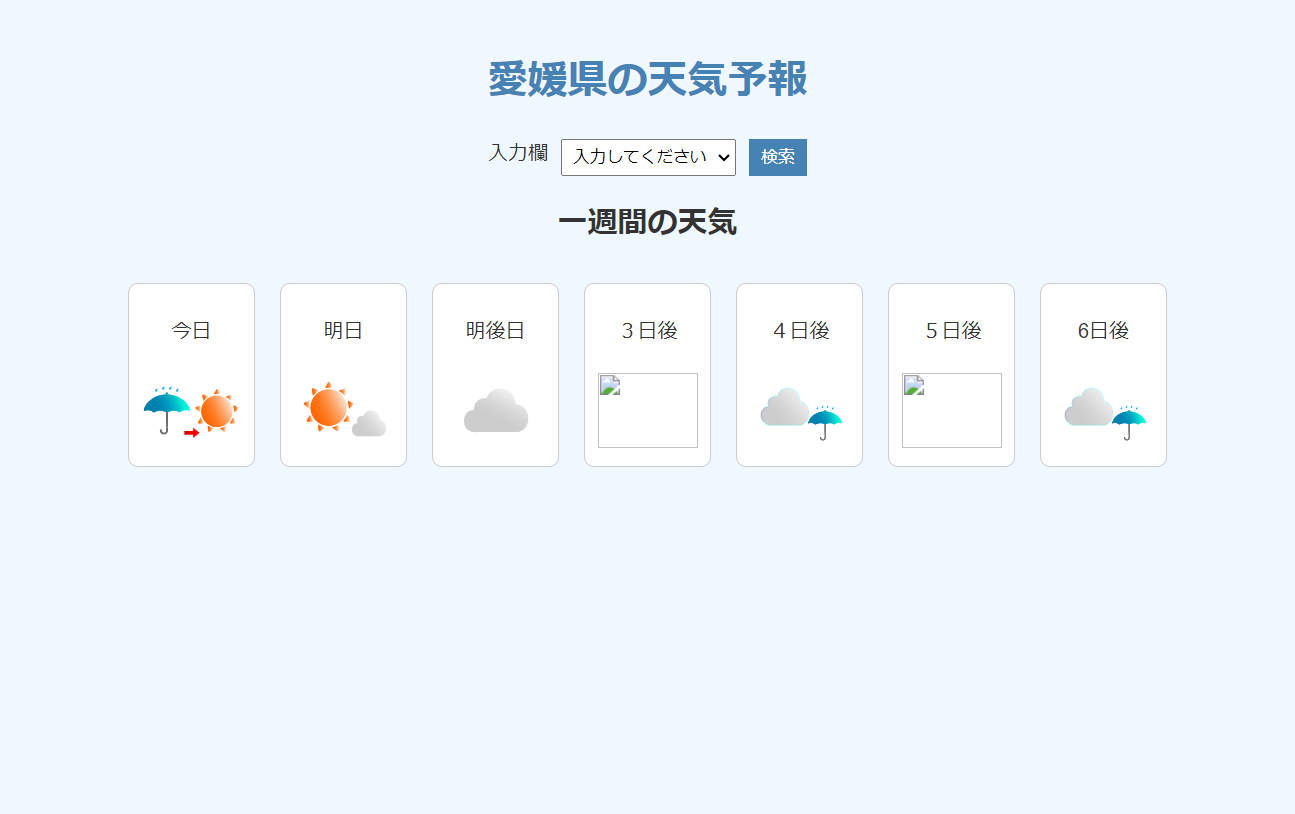 愛媛県の天気予報
入力欄 入力してください 検索
一週間の天気
今日 明日 明後日 ３日後 ４日後 ５日後 6日後